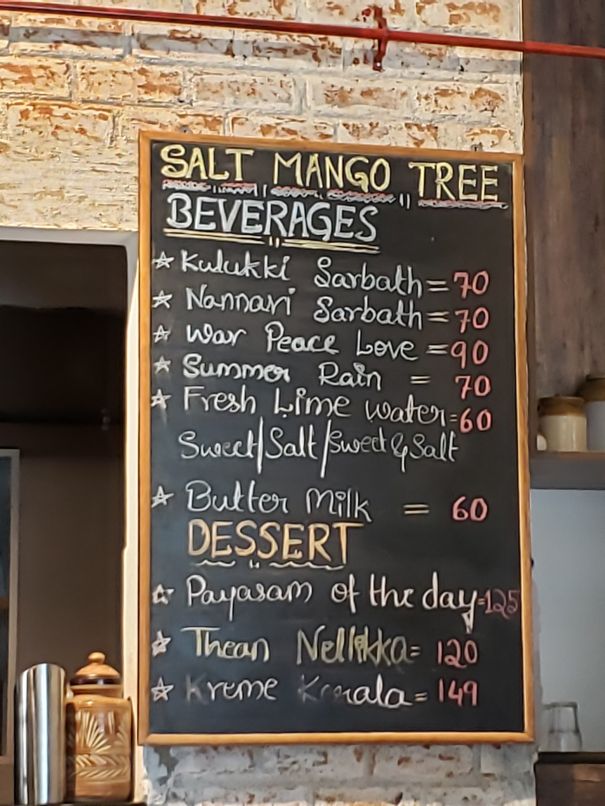 SALT MANGO TREE
BEVERAGES
☆ Kulukki Sarbath = 70
☆ Nannari Sarbath = 70
☆ War Peace Love = 90
☆ Summer Rain = 70
☆ Fresh Lime water = 60
Sweet/Salt/Sweet & Salt
☆ Butter Milk = 60
DESSERT
☆ Payasam of the day = 125
☆ Thean Nellikka = 120
☆ Kreme Kerala = 149